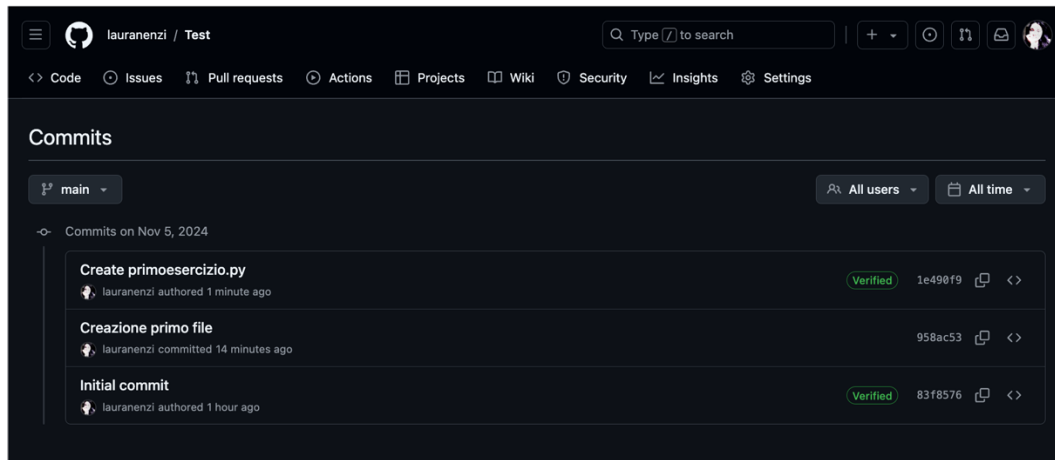 lauranenzi / Test
Type / to search
<> Code Issues Pull requests Actions Projects Wiki Security Insights Settings
Commits
main
All users All time
Commits on Nov 5, 2024
Create primoesercizio.py
Verified 1e490f9 <>
lauranenzi authored 1 minute ago
Creazione primo file
958ac53 <>
lauranenzi committed 14 minutes ago
Initial commit
Verified 83f8576 <>
lauranenzi authored 1 hour ago